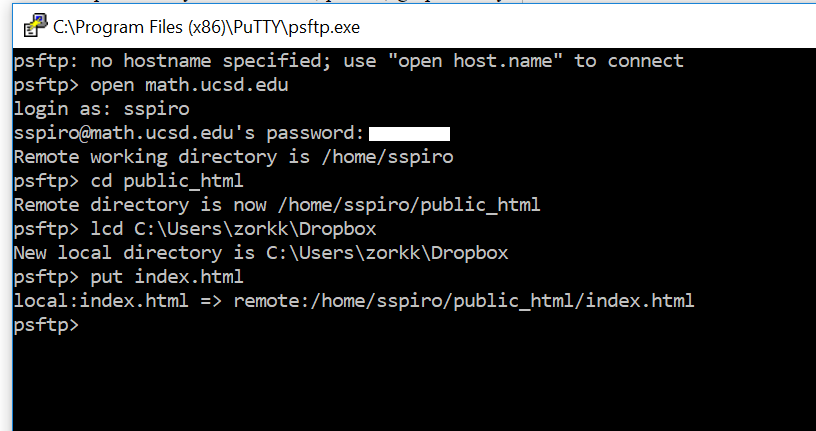 C:\Program Files (x86)\PuTTY\psftp.exe
psftp: no hostname specified; use "open host.name" to connect
psftp> open math.ucsd.edu
login as: sspiro
sspiro@math.ucsd.edu's password:
Remote working directory is /home/sspiro
psftp> cd public_html
Remote directory is now /home/sspiro/public_html
psftp> lcd C:\Users\zorkk\Dropbox
New local directory is C:\Users\zorkk\Dropbox
psftp> put index.html
local:index.html => remote:/home/sspiro/public_html/index.html
psftp>